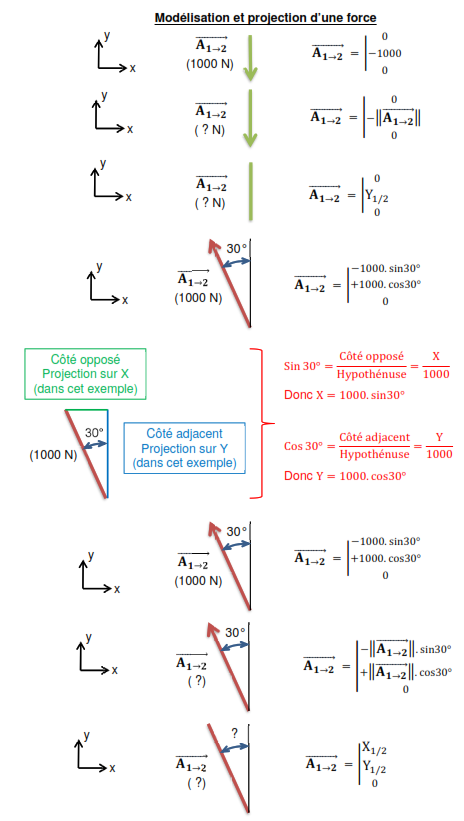 Modélisation et projection d'une force
y
x
A1→2
(1000 N)
A1→2 = | 0
−1000
0
y
x
A1→2
( ? N)
A1→2 = | 0
−||A1→2||
0
y
x
A1→2
( ? N)
A1→2 = | 0
Y1/2
0
y
x
30°
A1→2
(1000 N)
A1→2 = | −1000. sin30°
+1000. cos30°
0
Côté opposé
Projection sur X
(dans cet exemple)
30°
(1000 N)
Côté adjacent
Projection sur Y
(dans cet exemple)
Sin 30° = Côté opposé / Hypothénuse = X / 1000
Donc X = 1000. sin30°
Cos 30° = Côté adjacent / Hypothénuse = Y / 1000
Donc Y = 1000. cos30°
y
x
30°
A1→2
(1000 N)
A1→2 = | −1000. sin30°
+1000. cos30°
0
y
x
30°
A1→2
( ?)
A1→2 = | −||A1→2||. sin30°
+||A1→2||. cos30°
0
y
x
?
A1→2
( ?)
A1→2 = | X1/2
Y1/2
0